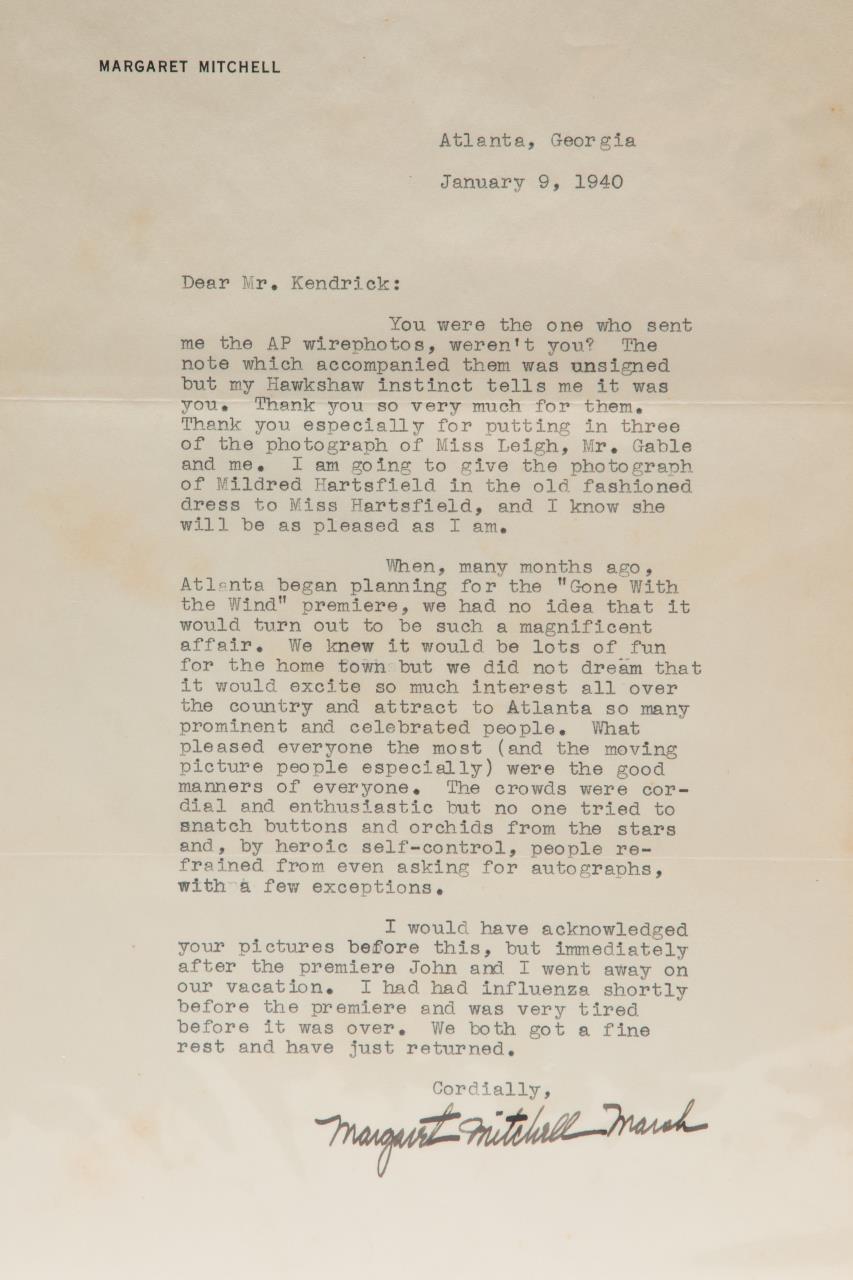 MARGARET MITCHELL
Atlanta, Georgia
January 9, 1940
Dear Mr. Kendrick:
You were the one who sent
me the AP wirephotos, weren't you? The
note which accompanied them was unsigned
but my Hawkshaw instinct tells me it was
you. Thank you so very much for them.
Thank you especially for putting in three
of the photograph of Miss Leigh, Mr. Gable
and me. I am going to give the photograph
of Mildred Hartsfield in the old fashioned
dress to Miss Hartsfield, and I know she
will be as pleased as I am.
When, many months ago,
Atlanta began planning for the "Gone With
the Wind" premiere, we had no idea that it
would turn out to be such a magnificent
affair. We knew it would be lots of fun
for the home town but we did not dream that
it would excite so much interest all over
the country and attract to Atlanta so many
prominent and celebrated people. What
pleased everyone the most (and the moving
picture people especially) were the good
manners of everyone. The crowds were cor-
dial and enthusiastic but no one tried to
snatch buttons and orchids from the stars
and, by heroic self-control, people re-
frained from even asking for autographs,
with a few exceptions.
I would have acknowledged
your pictures before this, but immediately
after the premiere John and I went away on
our vacation. I had had influenza shortly
before the premiere and was very tired
before it was over. We both got a fine
rest and have just returned.
Cordially,
Margaret Mitchell Marsh